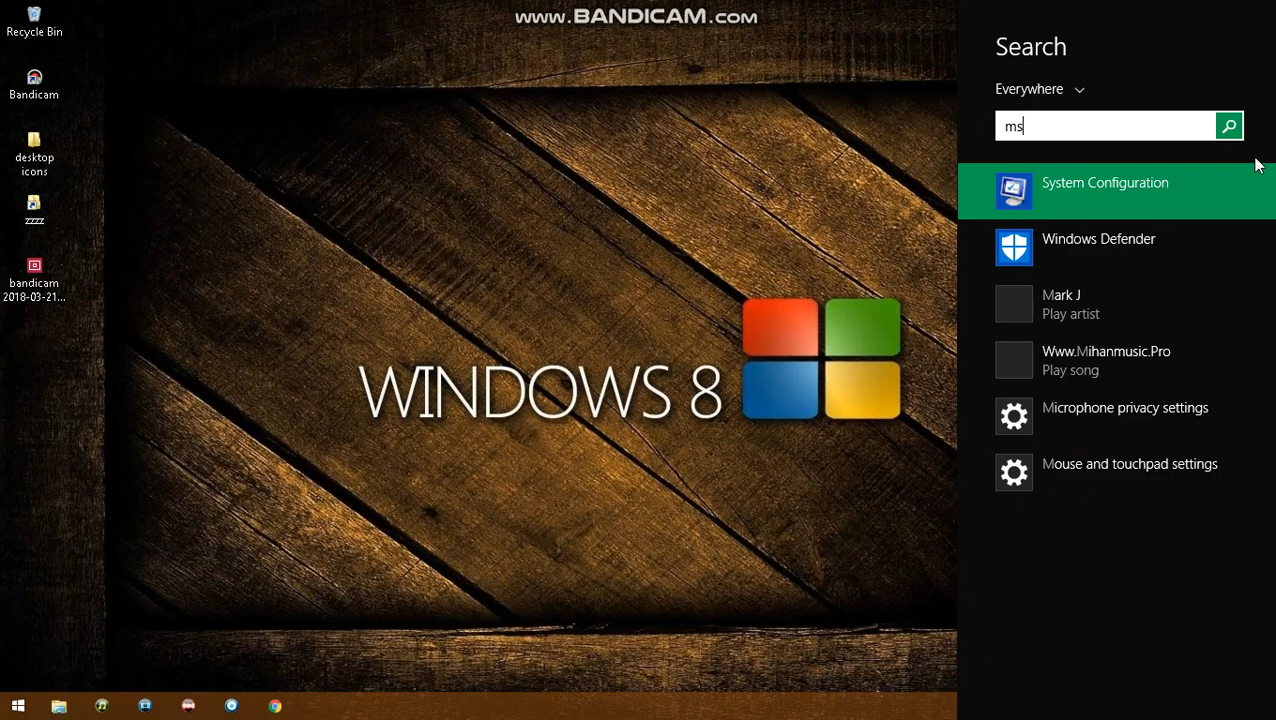 www.BANDICAM.com
Recycle Bin
Bandicam
desktop
icons
zzzz
bandicam
2018-03-21...
WINDOWS 8
Search
Everywhere
ms
System Configuration
Windows Defender
Mark J
Play artist
Www.Mihanmusic.Pro
Play song
Microphone privacy settings
Mouse and touchpad settings